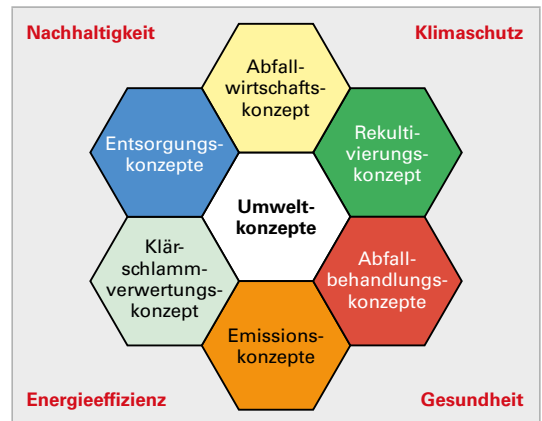 Nachhaltigkeit
Klimaschutz
Abfall-
wirtschafts-
konzept
Entsorgungs-
konzepte
Rekulti-
vierungs-
konzept
Umwelt-
konzepte
Klär-
schlamm-
verwertungs-
konzept
Abfall-
behandlungs-
konzepte
Emissions-
konzepte
Energieeffizienz
Gesundheit